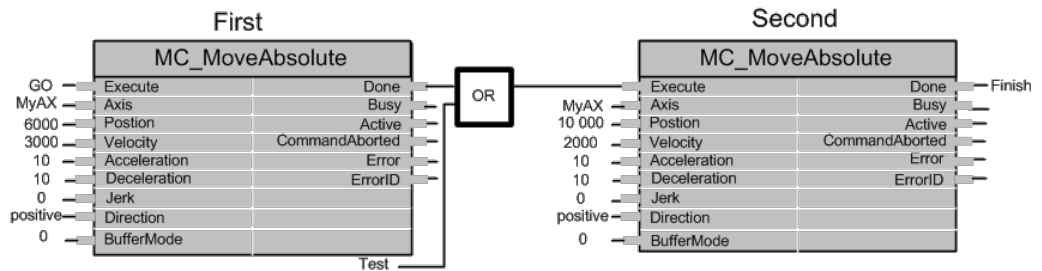 First Second
MC_MoveAbsolute MC_MoveAbsolute
GO Execute Done OR Execute Done Finish
MyAX Axis Busy MyAX Axis Busy
6000 Postion Active 10 000 Postion Active
3000 Velocity CommandAborted 2000 Velocity CommandAborted
10 Acceleration Error 10 Acceleration Error
10 Deceleration ErrorID 10 Deceleration ErrorID
0 Jerk 0 Jerk
positive Direction positive Direction
0 BufferMode 0 BufferMode
Test